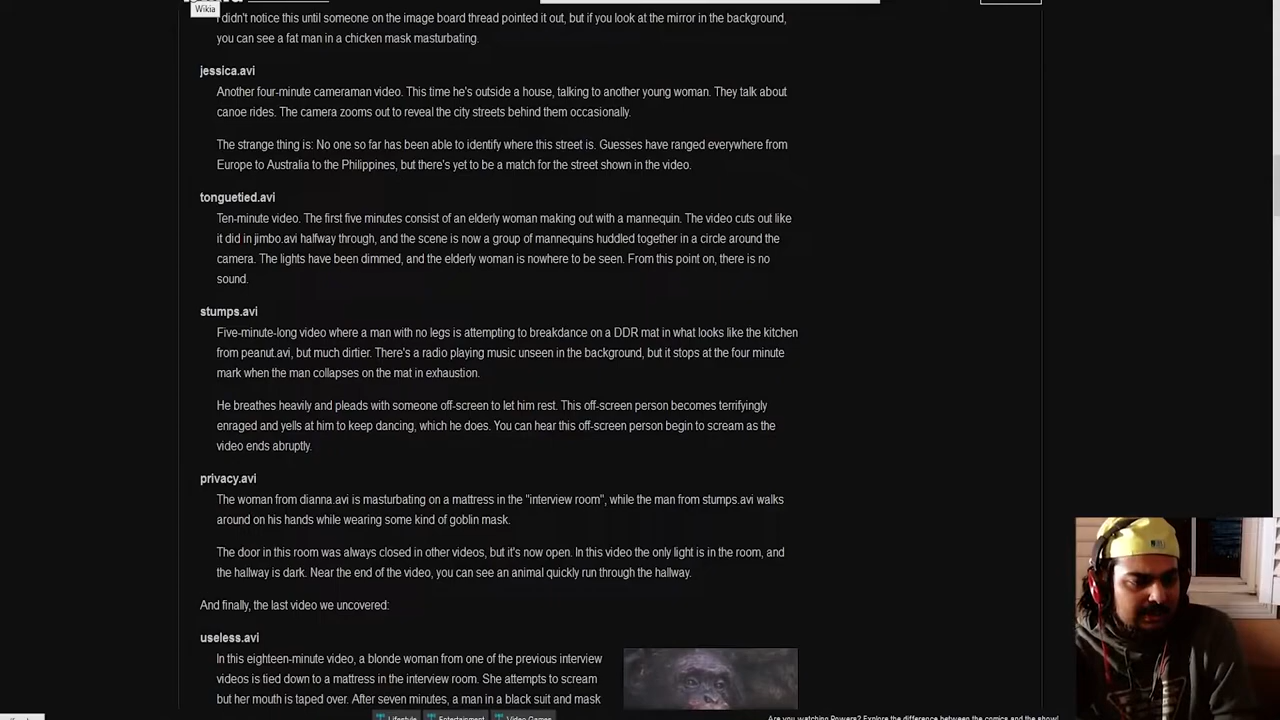 Wikia
I didn't notice this until someone on the image board thread pointed it out, but if you look at the mirror in the background,
you can see a fat man in a chicken mask masturbating.
jessica.avi
Another four-minute cameraman video. This time he's outside a house, talking to another young woman. They talk about
canoe rides. The camera zooms out to reveal the city streets behind them occasionally.
The strange thing is: No one so far has been able to identify where this street is. Guesses have ranged everywhere from
Europe to Australia to the Philippines, but there's yet to be a match for the street shown in the video.
tonguetied.avi
Ten-minute video. The first five minutes consist of an elderly woman making out with a mannequin. The video cuts out like
it did in jimbo.avi halfway through, and the scene is now a group of mannequins huddled together in a circle around the
camera. The lights have been dimmed, and the elderly woman is nowhere to be seen. From this point on, there is no
sound.
stumps.avi
Five-minute-long video where a man with no legs is attempting to breakdance on a DDR mat in what looks like the kitchen
from peanut.avi, but much dirtier. There's a radio playing music unseen in the background, but it stops at the four minute
mark when the man collapses on the mat in exhaustion.
He breathes heavily and pleads with someone off-screen to let him rest. This off-screen person becomes terrifyingly
enraged and yells at him to keep dancing, which he does. You can hear this off-screen person begin to scream as the
video ends abruptly.
privacy.avi
The woman from dianna.avi is masturbating on a mattress in the "interview room", while the man from stumps.avi walks
around on his hands while wearing some kind of goblin mask.
The door in this room was always closed in other videos, but it's now open. In this video the only light is in the room, and
the hallway is dark. Near the end of the video, you can see an animal quickly run through the hallway.
And finally, the last video we uncovered:
useless.avi
In this eighteen-minute video, a blonde woman from one of the previous interview
videos is tied down to a mattress in the interview room. She attempts to scream
but her mouth is taped over. After seven minutes, a man in a black suit and mask
Lifestyle Entertainment Video Games
Are you watching Powers? Explore the difference between the comics and the show!